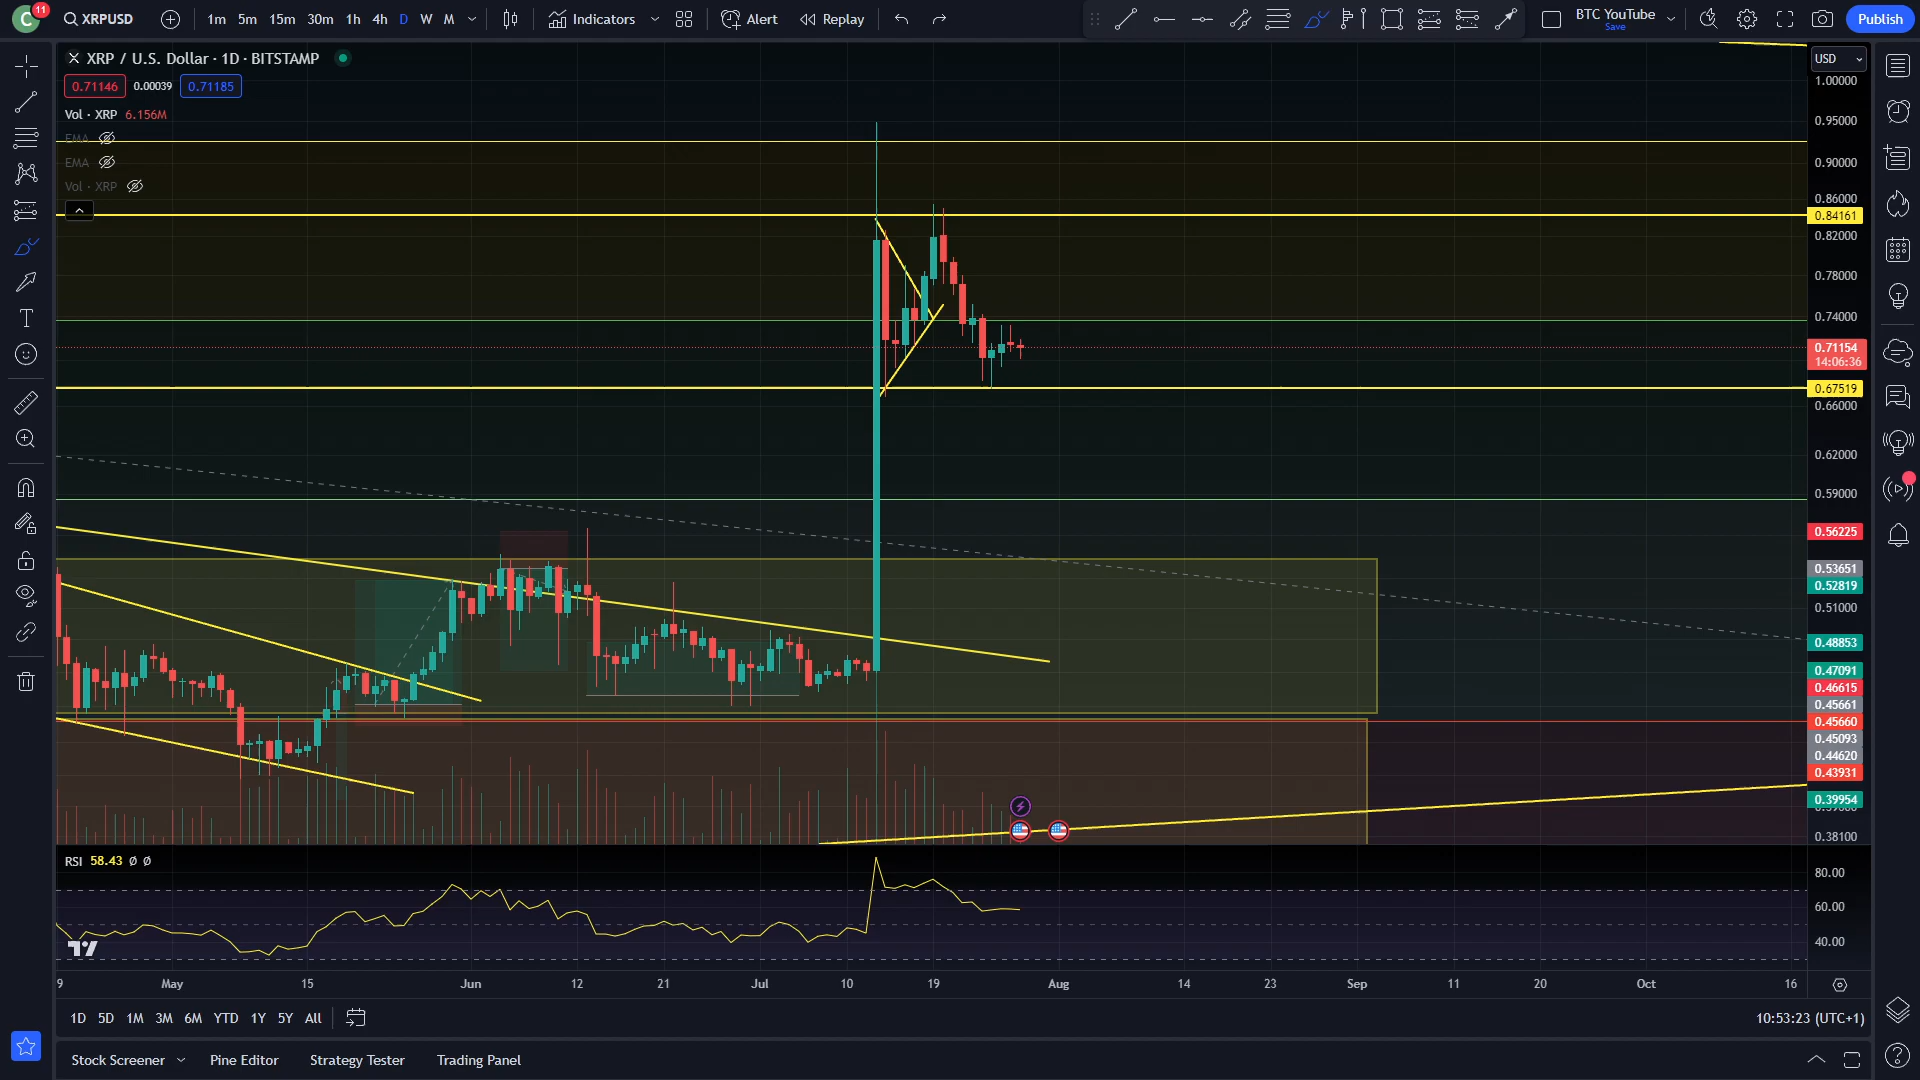 C 11 XRPUSD 1m 5m 15m 30m 1h 4h D W M Indicators Alert Replay BTC YouTube Save Publish
XRP / U.S. Dollar · 1D · BITSTAMP
0.71146 0.00039 0.71185
Vol · XRP 6.156M
EMA
EMA
Vol · XRP
USD
1.00000
0.95000
0.90000
0.86000
0.84161
0.82000
0.78000
0.74000
0.71154
14:06:36
0.67519
0.66000
0.62000
0.59000
0.56225
0.53651
0.52819
0.51000
0.48853
0.47091
0.46615
0.45661
0.45660
0.45093
0.44620
0.43931
0.39954
0.38100
RSI 58.43 Ø Ø
80.00
60.00
40.00
9 May 15 Jun 12 21 Jul 10 19 Aug 14 23 Sep 11 20 Oct 16
1D 5D 1M 3M 6M YTD 1Y 5Y All 10:53:23 (UTC+1)
Stock Screener Pine Editor Strategy Tester Trading Panel